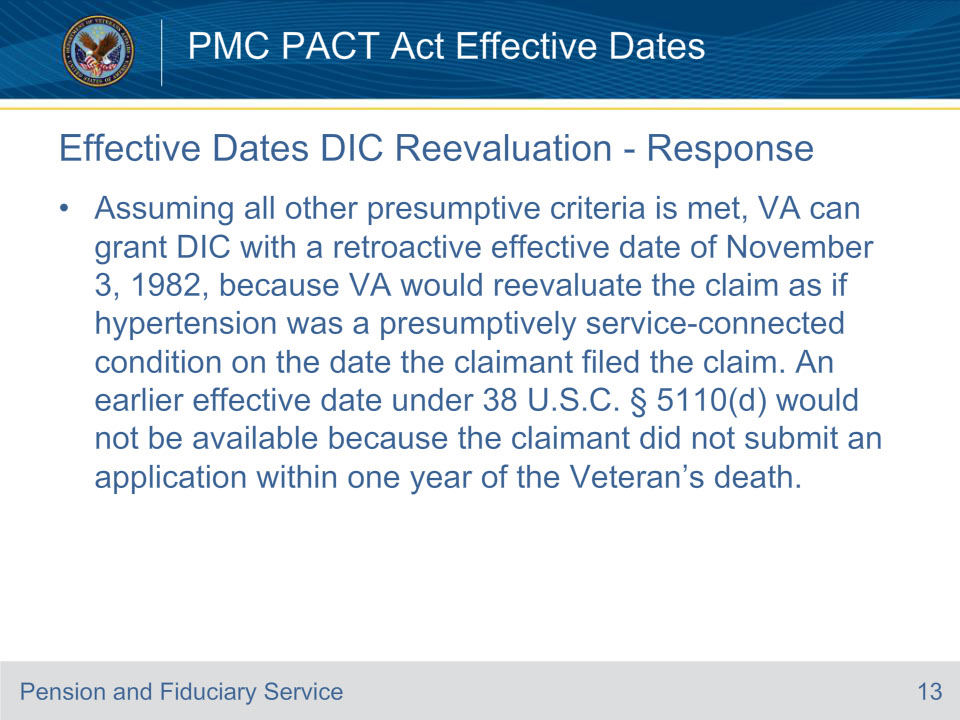 PMC PACT Act Effective Dates
Effective Dates DIC Reevaluation - Response
• Assuming all other presumptive criteria is met, VA can
grant DIC with a retroactive effective date of November
3, 1982, because VA would reevaluate the claim as if
hypertension was a presumptively service-connected
condition on the date the claimant filed the claim. An
earlier effective date under 38 U.S.C. § 5110(d) would
not be available because the claimant did not submit an
application within one year of the Veteran’s death.
Pension and Fiduciary Service
13